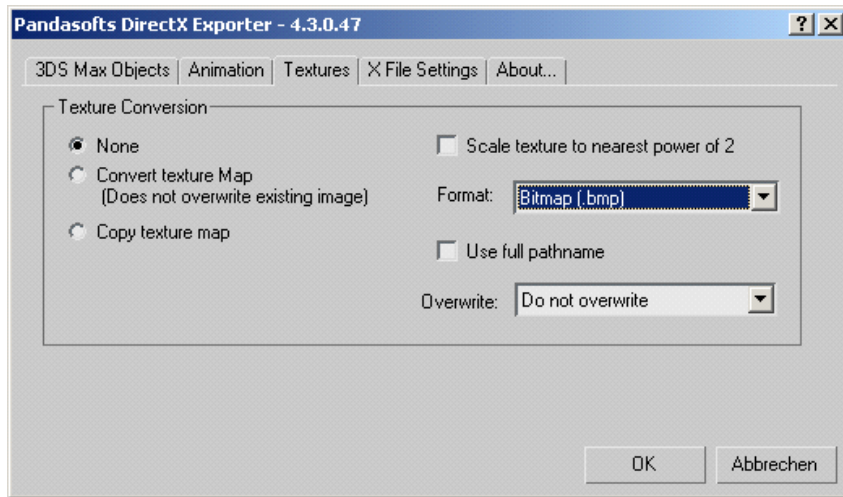 Pandasofts DirectX Exporter - 4.3.0.47
3DS Max Objects
Animation
Textures
X File Settings
About...
Texture Conversion
None
Convert texture Map
(Does not overwrite existing image)
Copy texture map
Scale texture to nearest power of 2
Format:
Bitmap (.bmp)
Use full pathname
Overwrite:
Do not overwrite
OK
Abbrechen